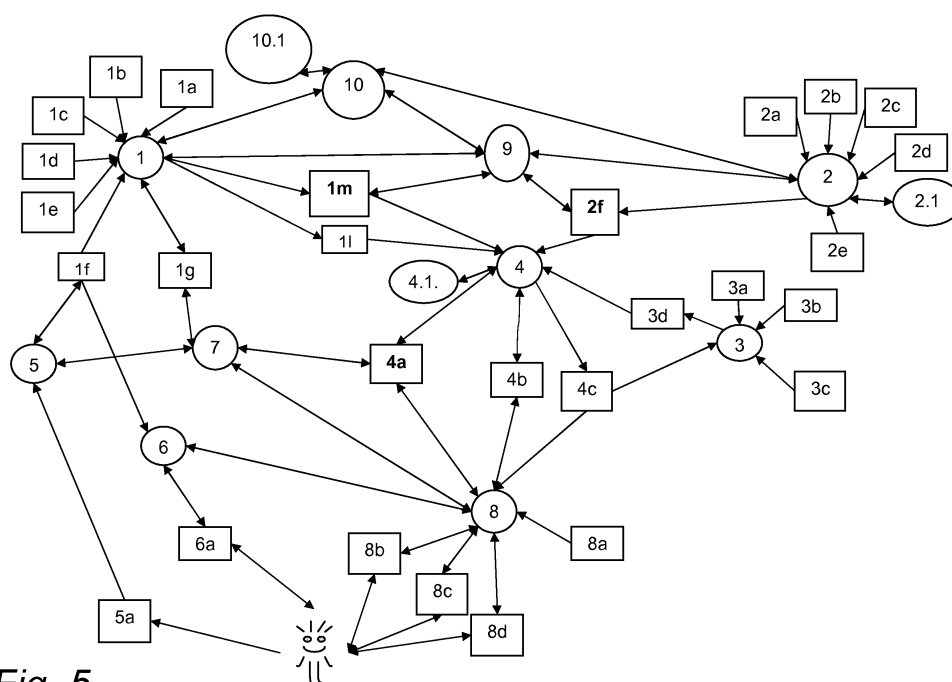 10.1
10
1b
1a
1c
2b
2c
2a
1
9
2d
1d
1m
2
2f
2.1
1e
1l
2e
1f
1g
4
4.1.
3a
3b
3d
3
7
5
4a
4b
4c
3c
6
8
6a
8b
8a
8c
5a
8d
Fig. 5